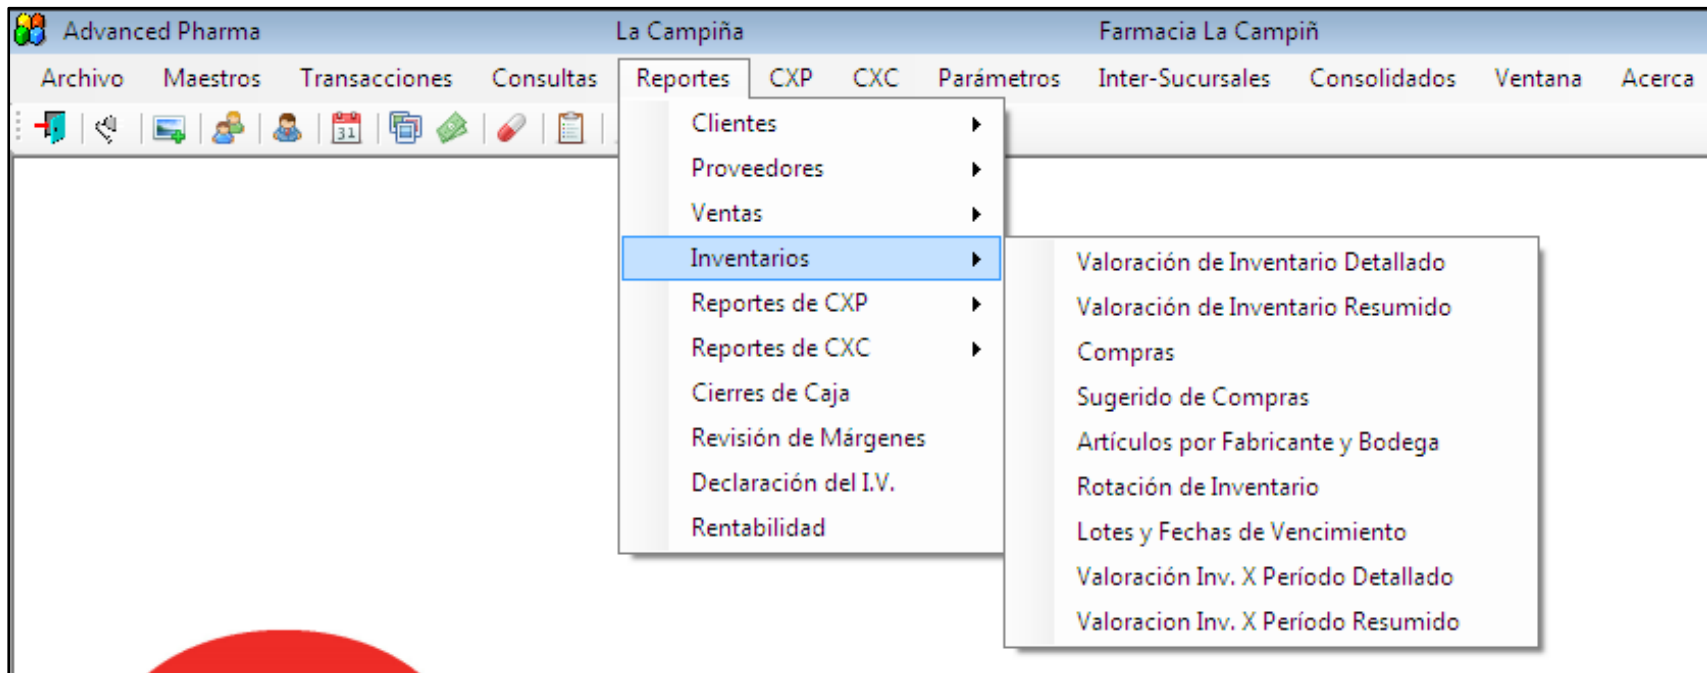 Advanced Pharma La Campiña Farmacia La Campiñ
Archivo Maestros Transacciones Consultas Reportes CXP CXC Parámetros Inter-Sucursales Consolidados Ventana Acerca
31
Clientes
Proveedores
Ventas
Inventarios
Reportes de CXP
Reportes de CXC
Cierres de Caja
Revisión de Márgenes
Declaración del I.V.
Rentabilidad
Valoración de Inventario Detallado
Valoración de Inventario Resumido
Compras
Sugerido de Compras
Artículos por Fabricante y Bodega
Rotación de Inventario
Lotes y Fechas de Vencimiento
Valoración Inv. X Período Detallado
Valoracion Inv. X Período Resumido